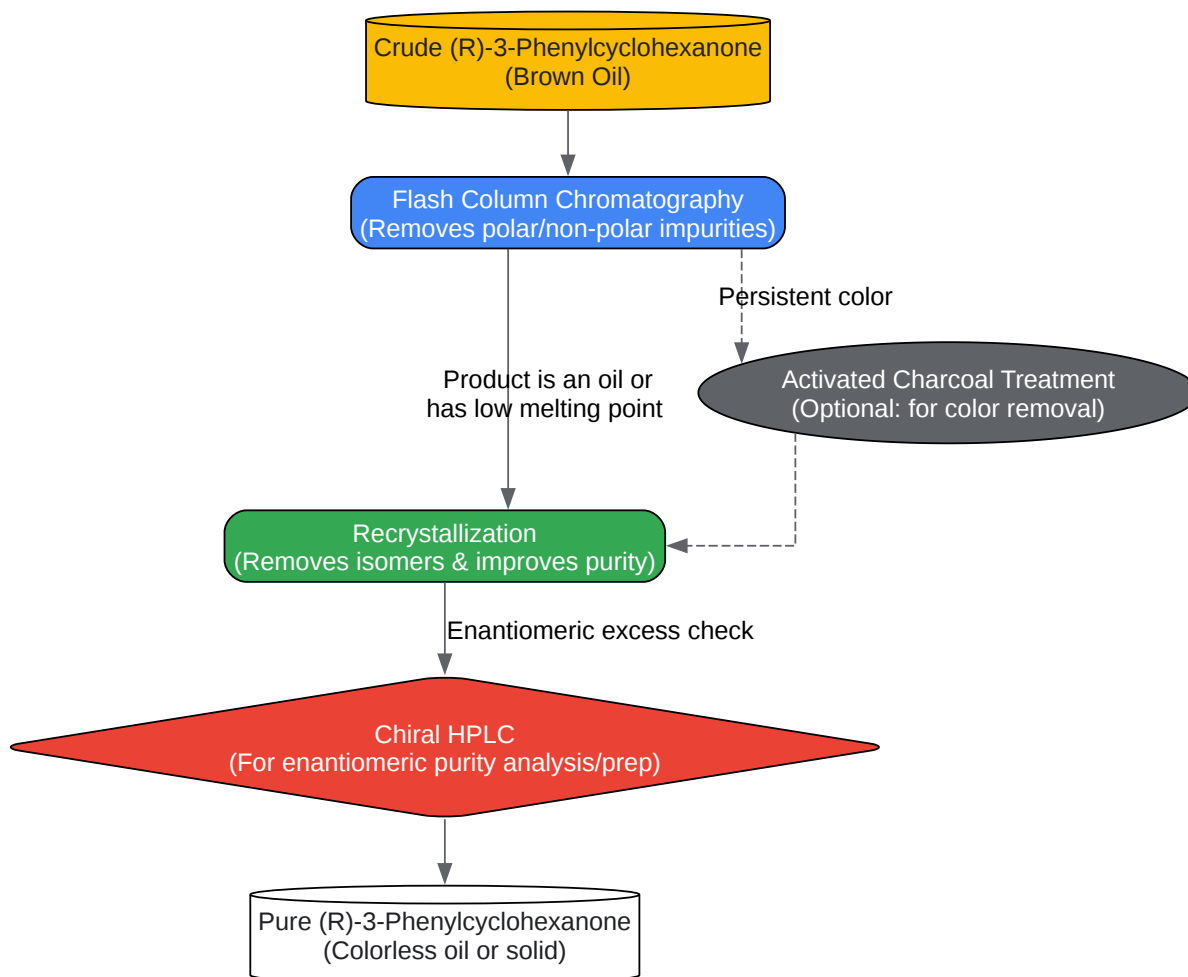 Crude (R)-3-Phenylcyclohexanone
(Brown Oil)
Flash Column Chromatography
(Removes polar/non-polar impurities)
Persistent color
Product is an oil or
has low melting point
Activated Charcoal Treatment
(Optional: for color removal)
Recrystallization
(Removes isomers & improves purity)
Enantiomeric excess check
Chiral HPLC
(For enantiomeric purity analysis/prep)
Pure (R)-3-Phenylcyclohexanone
(Colorless oil or solid)